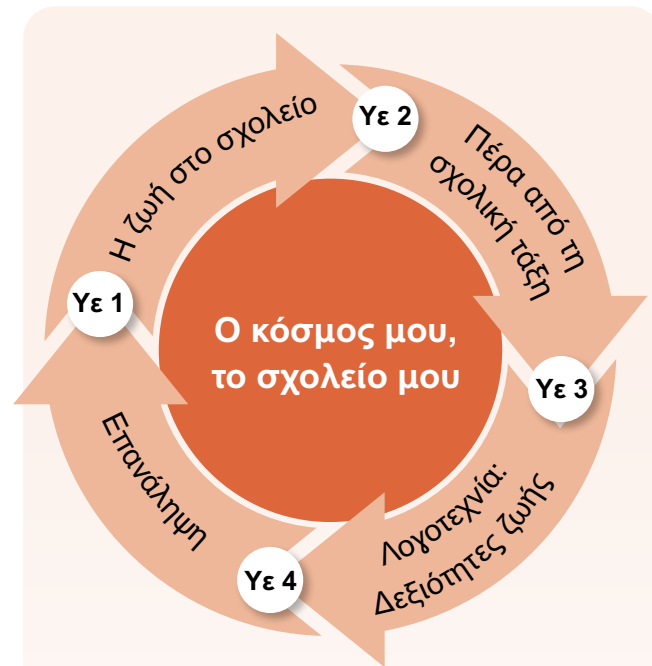 Ο κόσμος μου,
το σχολείο μου
Υε 1
Η ζωή στο σχολείο
Υε 2
Πέρα από τη
σχολική τάξη
Υε 3
Λογοτεχνία:
Δεξιότητες ζωής
Υε 4
Επανάληψη